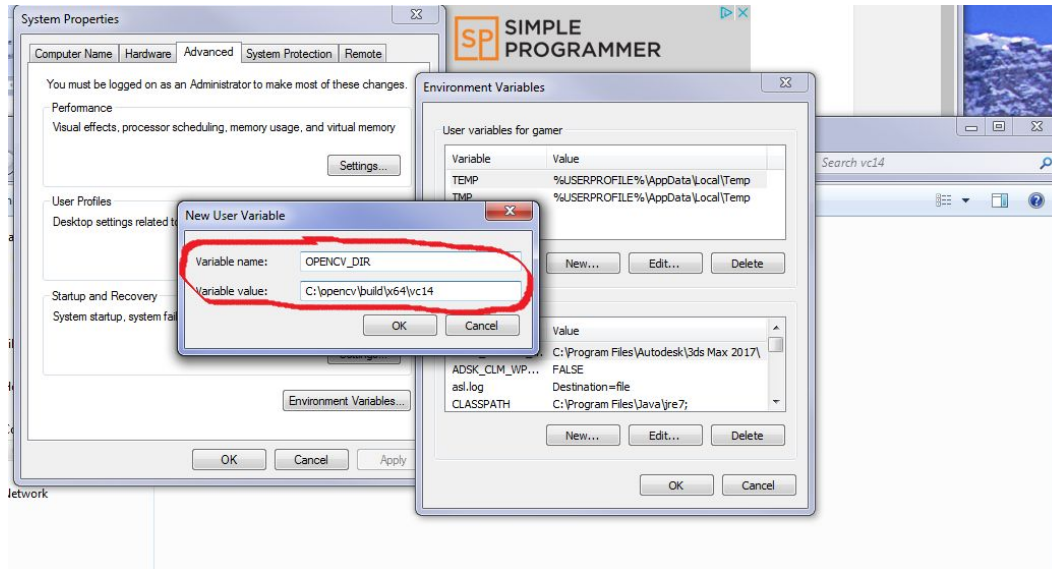 System Properties
Computer Name Hardware Advanced System Protection Remote
You must be logged on as an Administrator to make most of these changes.
Performance
Visual effects, processor scheduling, memory usage, and virtual memory
Settings...
User Profiles
Desktop settings related
Startup and Recovery
System startup, system
Environment Variables...
OK Cancel Apply
SP SIMPLE
PROGRAMMER
Environment Variables
User variables for gamer
Variable Value
TEMP %USERPROFILE%\AppData\Local\Temp
TMP %USERPROFILE%\AppData\Local\Temp
New... Edit... Delete
Value
C:\Program Files\Autodesk\3ds Max 2017\
ADSK_CLM_WP... FALSE
asl.log Destination=file
CLASSPATH C:\Program Files\Java\jre7;
New... Edit... Delete
OK Cancel
New User Variable
Variable name: OPENCV_DIR
Variable value: C:\opencv\build\x64\vc14
OK Cancel
Search vc14